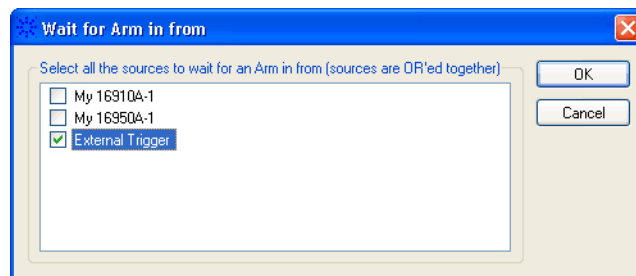 Wait for Arm in from
Select all the sources to wait for an Arm in from (sources are OR'ed together)
My 16910A-1
My 16950A-1
External Trigger
OK
Cancel